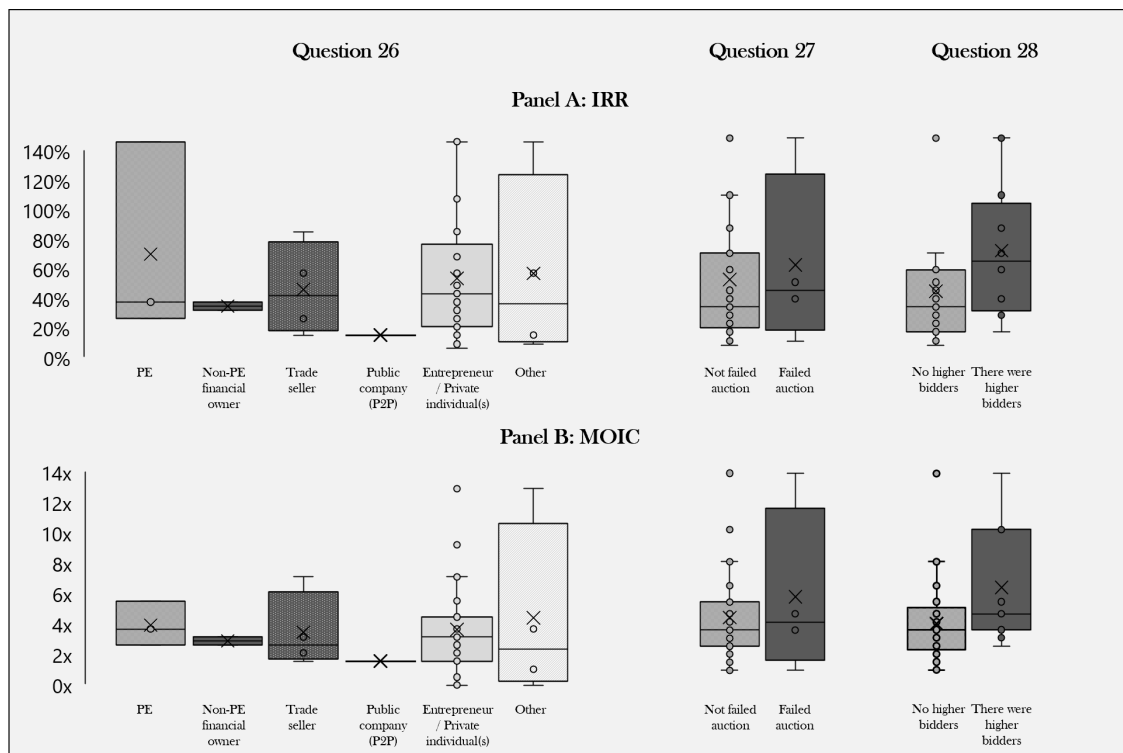 Question 26
Question 27
Question 28
Panel A: IRR
140%
120%
100%
80%
60%
40%
20%
0%
PE
Non-PE
financial
owner
Trade
seller
Public
company
(P2P)
Entrepreneur
/ Private
individual(s)
Other
Not failed
auction
Failed
auction
No higher
bidders
There were
higher
bidders
Panel B: MOIC
14x
12x
10x
8x
6x
4x
2x
0x
PE
Non-PE
financial
owner
Trade
seller
Public
company
(P2P)
Entrepreneur
/ Private
individual(s)
Other
Not failed
auction
Failed
auction
No higher
bidders
There were
higher
bidders